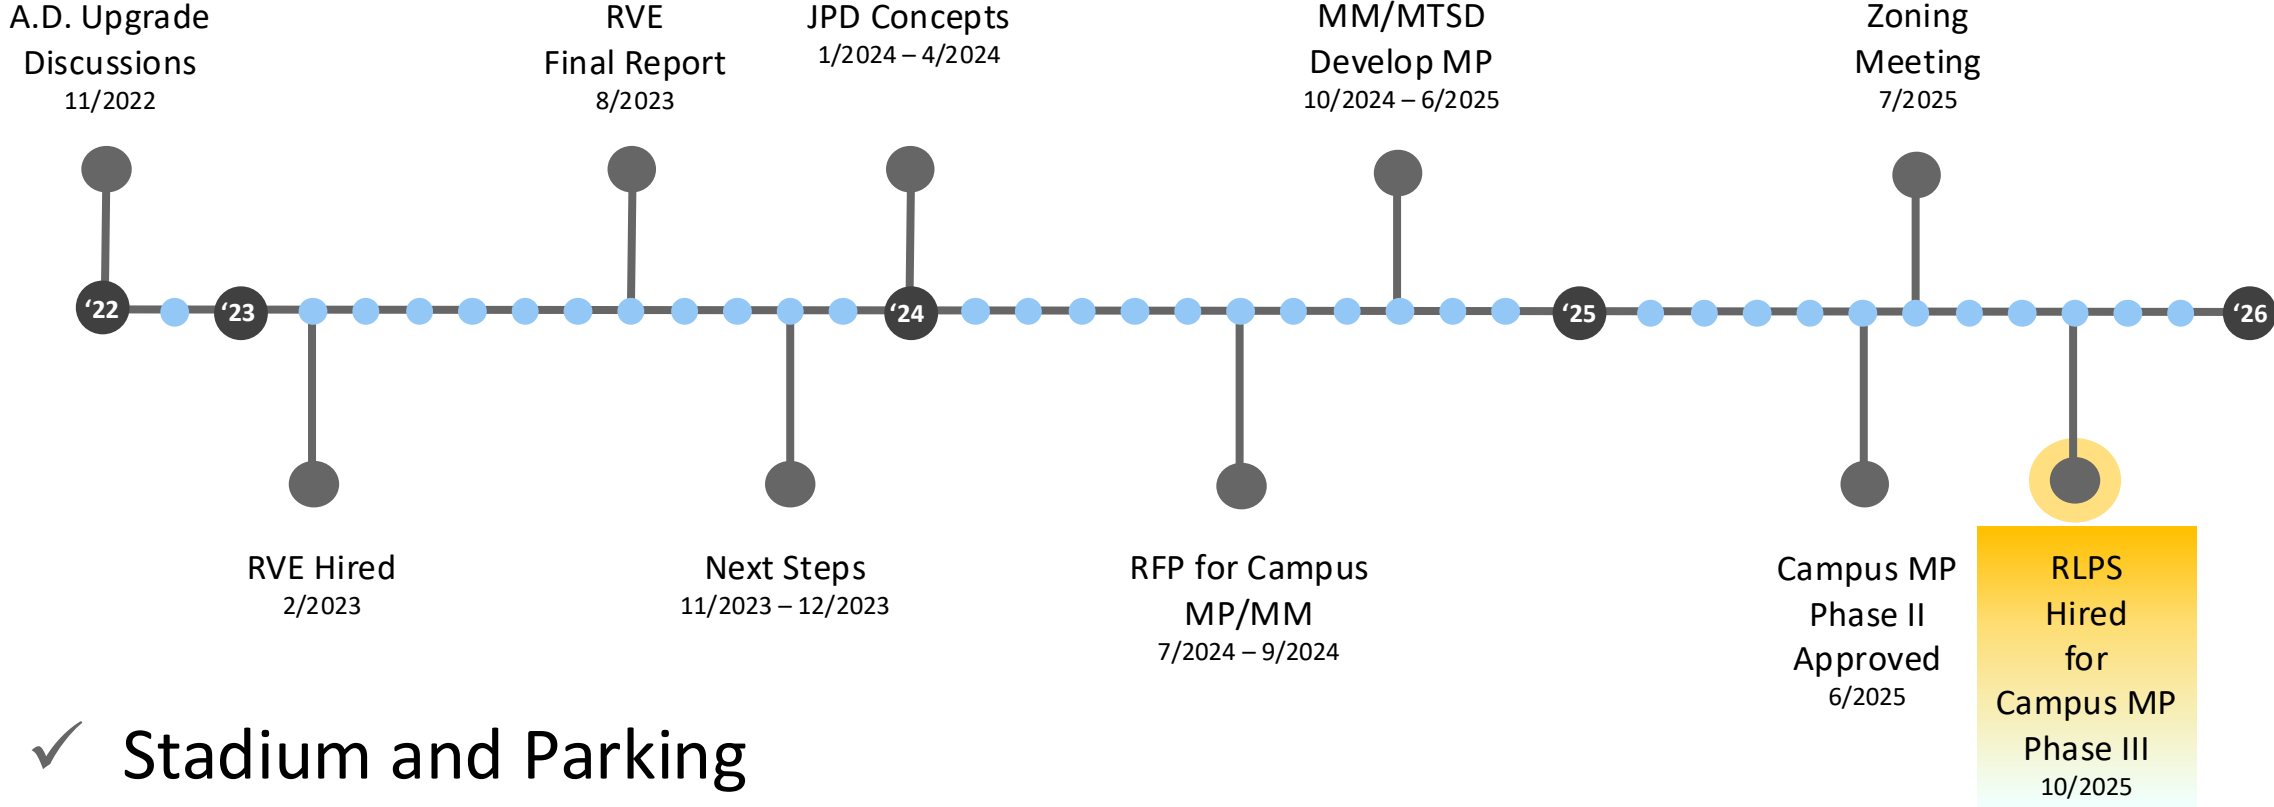 A.D. Upgrade
Discussions
11/2022
RVE
Final Report
8/2023
JPD Concepts
1/2024 – 4/2024
MM/MTSD
Develop MP
10/2024 – 6/2025
Zoning
Meeting
7/2025
‘22
‘23
‘24
‘25
‘26
RVE Hired
2/2023
Next Steps
11/2023 – 12/2023
RFP for Campus
MP/MM
7/2024 – 9/2024
Campus MP
Phase II
Approved
6/2025
RLPS
Hired
for
Campus MP
Phase III
10/2025
✓ Stadium and Parking